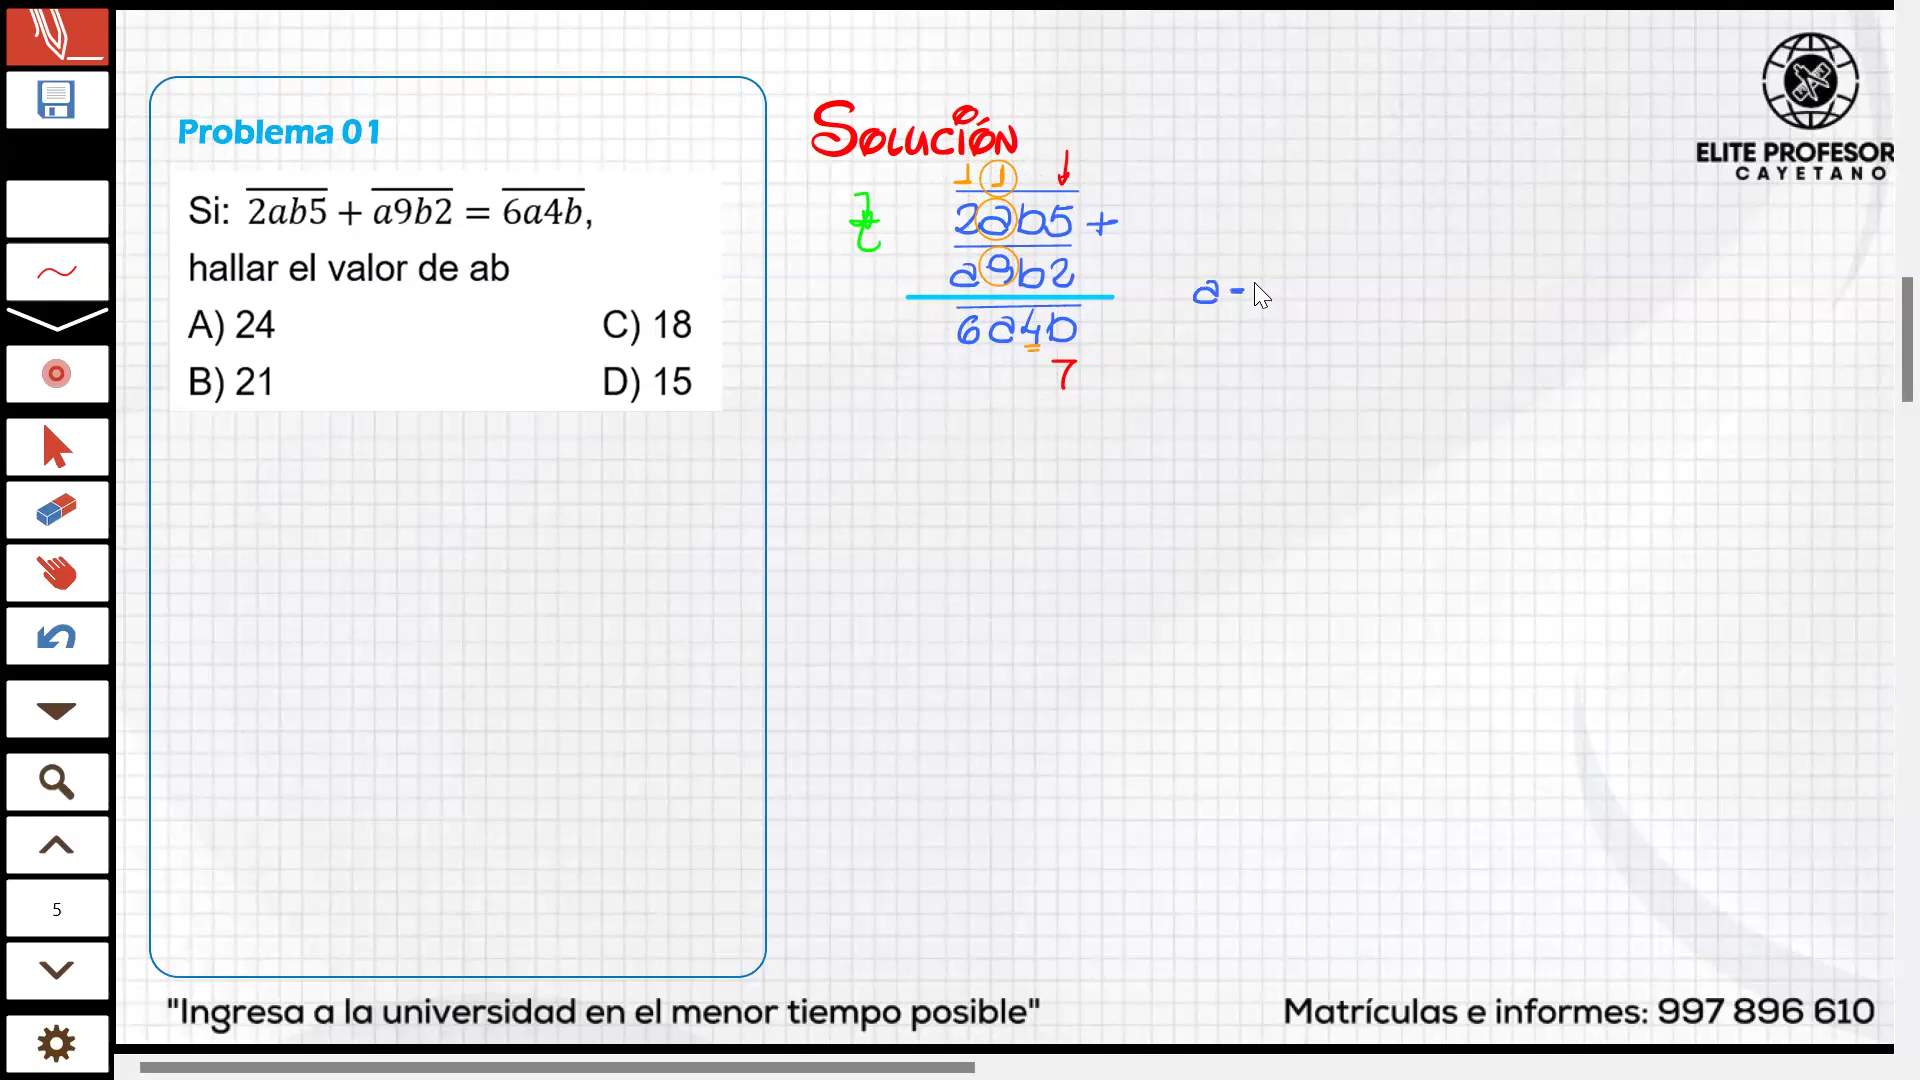 Problema 01
Si: 2ab5 + a9b2 = 6a4b,
hallar el valor de ab
A) 24
C) 18
B) 21
D) 15
SOLUCIÓN
1 1
2ab5 +
a9b2
6a4b
7
a -
ELITE PROFESOR
CAYETANO
5
"Ingresa a la universidad en el menor tiempo posible"
Matrículas e informes: 997 896 610